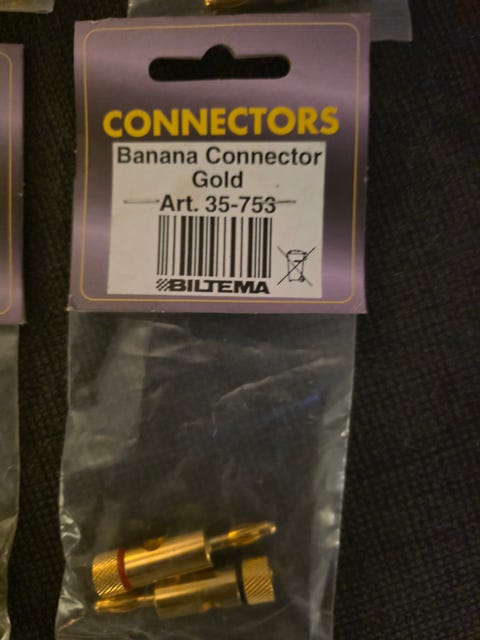 CONNECTORS
Banana Connector
Gold
Art. 35-753
BILTEMA